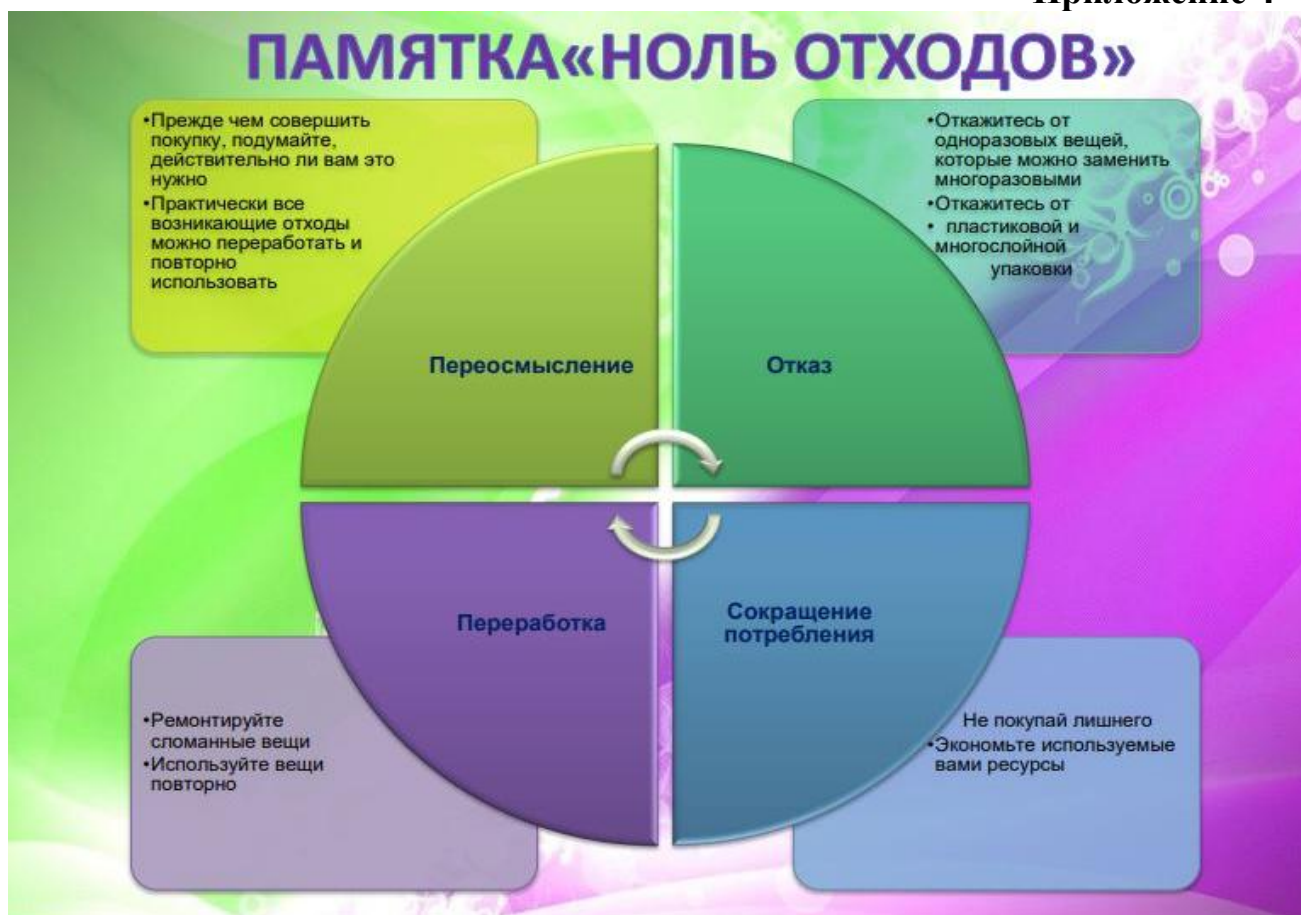 ПАМЯТКА«НОЛЬ ОТХОДОВ»
•Прежде чем совершить
покупку, подумайте,
действительно ли вам это
нужно
•Практически все
возникающие отходы
можно переработать и
повторно
использовать
•Откажитесь от
одноразовых вещей,
которые можно заменить
многоразовыми
•Откажитесь от
• пластиковой и
многослойной
упаковки
Переосмысление
Отказ
Переработка
Сокращение
потребления
•Ремонтируйте
сломанные вещи
•Используйте вещи
повторно
Не покупай лишнего
•Экономьте используемые
вами ресурсы